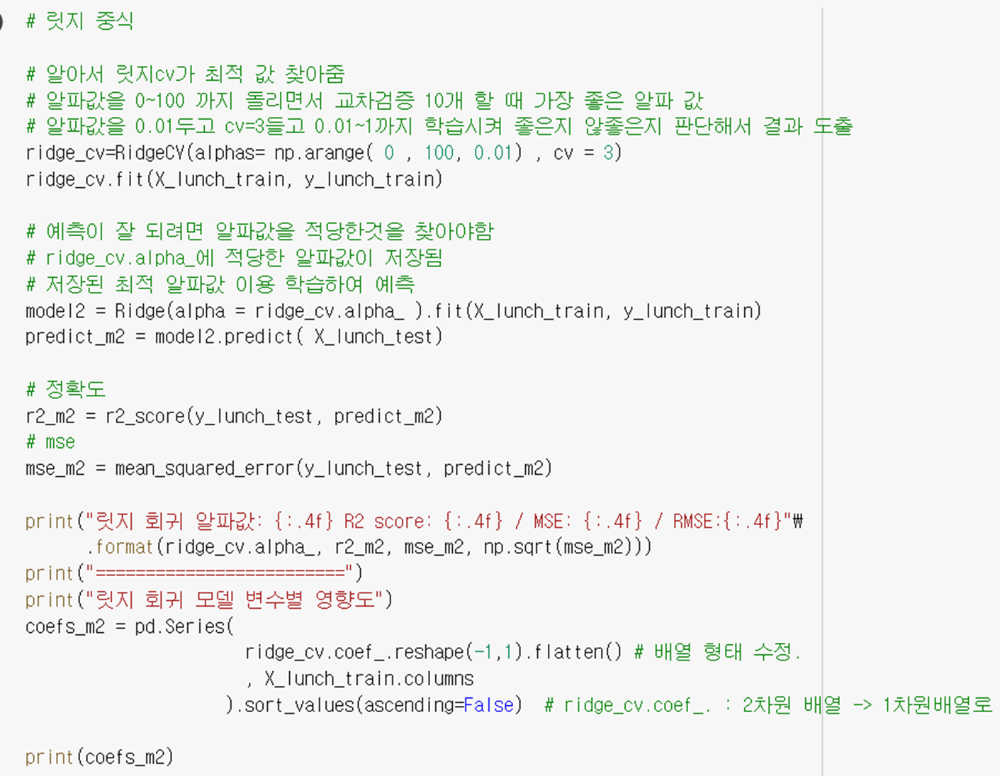 # 릿지 중식
# 알아서 릿지cv가 최적 값 찾아줌
# 알파값을 0~100 까지 돌리면서 교차검증 10개 할 때 가장 좋은 알파 값
# 알파값을 0.01두고 cv=3들고 0.01~1까지 학습시켜 좋은지 않좋은지 판단해서 결과 도출
ridge_cv=RidgeCV(alphas= np.arange( 0 , 100, 0.01) , cv = 3)
ridge_cv.fit(X_lunch_train, y_lunch_train)
# 예측이 잘 되려면 알파값을 적당한것을 찾아야함
# ridge_cv.alpha_에 적당한 알파값이 저장됨
# 저장된 최적 알파값 이용 학습하여 예측
model2 = Ridge(alpha = ridge_cv.alpha_ ).fit(X_lunch_train, y_lunch_train)
predict_m2 = model2.predict( X_lunch_test)
# 정확도
r2_m2 = r2_score(y_lunch_test, predict_m2)
# mse
mse_m2 = mean_squared_error(y_lunch_test, predict_m2)
print("릿지 회귀 알파값: {:.4f} R2 score: {:.4f} / MSE: {:.4f} / RMSE:{:.4f}"₩
.format(ridge_cv.alpha_, r2_m2, mse_m2, np.sqrt(mse_m2)))
print("=========================")
print("릿지 회귀 모델 변수별 영향도")
coefs_m2 = pd.Series(
ridge_cv.coef_.reshape(-1,1).flatten() # 배열 형태 수정.
, X_lunch_train.columns
).sort_values(ascending=False) # ridge_cv.coef_. : 2차원 배열 -> 1차원배열로
print(coefs_m2)